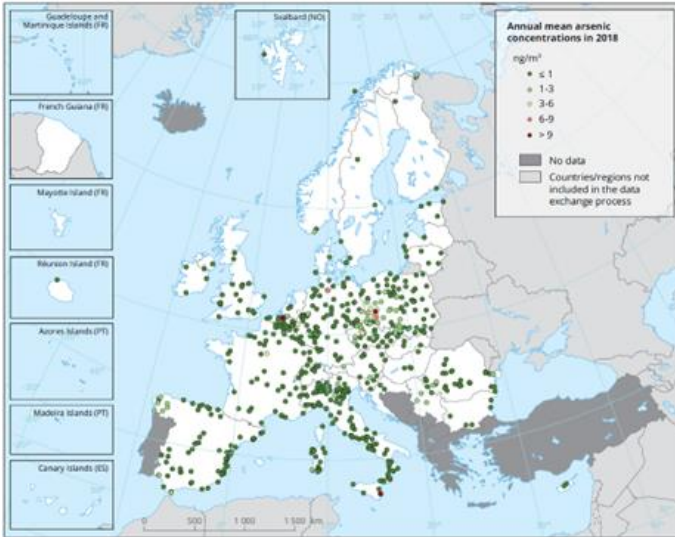 Guadeloupe and
Martinique Islands (FR)
Svalbard (NO)
French Guiana (FR)
Mayotte Island (FR)
Réunion Island (FR)
Azores Islands (PT)
Madeira Islands (PT)
Canary Islands (ES)
Annual mean arsenic
concentrations in 2018
ng/m³
≤ 1
1-3
3-6
6-9
> 9
No data
Countries/regions not
included in the data
exchange process
0 500 1 000 1 500 km